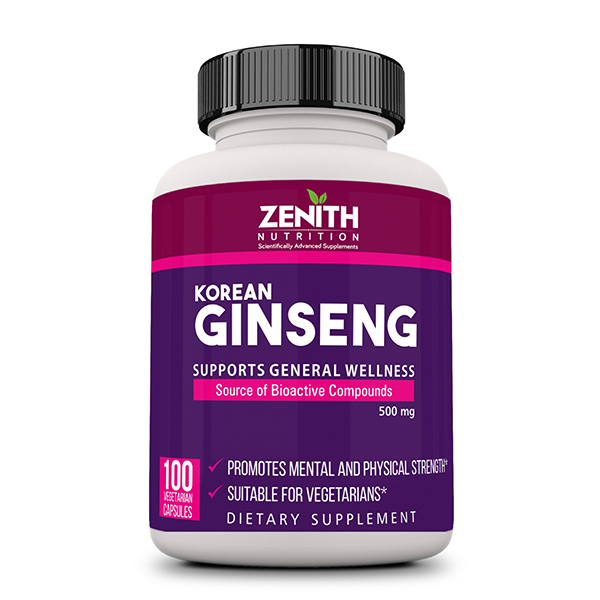 ZENITH
NUTRITION
Scientifically Advanced Supplements
KOREAN
GINSENG
SUPPORTS GENERAL WELLNESS
Source of Bioactive Compounds
500 mg
100
VEGETARIAN
CAPSULES
✓ PROMOTES MENTAL AND PHYSICAL STRENGTH*
✓ SUITABLE FOR VEGETARIANS*
DIETARY SUPPLEMENT